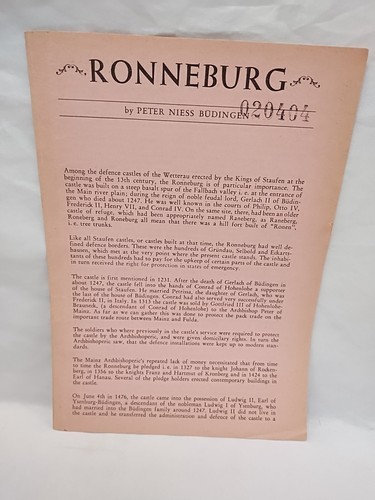 RONNEBURG
by PETER NIESS BÜDINGEN
020404
Among the defence castles of the Wetterau erected by the Kings of Staufen at the
beginning of the 13th century, the Ronneburg is of particular importance. The
castle was built on a steep basalt spur of the Fallbach valley i. e. at the entrance of
the Main river plain; during the reign of noble feudal lord, Gerlach II of Büdin-
gen who died about 1247. He was well known in the courts of Philip, Otto IV,
Frederick II, Henry VII, and Conrad IV. On the same site, there, had been an older
castle of refuge, which had been appropriately named Raneberg, as Raneberg,
Roneberg and Roneburg all mean that there was a hill fort built of "Ronen",
i. e. tree trunks.
Like all Staufen castles, or castles built at that time, the Ronneburg had well de-
fined defence borders. These were the hundreds of Gründau, Selbold and Eckarts-
hausen, which met at the very point where the present castle stands. The inhabi-
tants of these hundreds had to pay for the upkeep of certain parts of the castle and
in turn received the right for protection in states of emergency.
The castle is first mentioned in 1231. After the death of Gerlach of Büdingen in
about 1247, the castle fell into the hands of Conrad of Hohenlohe a supporter
of the house of Staufen. He married Petrissa, the daughter of Gerlach, who was
the last of the house of Büdingen. Conrad had also served very successfully under
Frederick II, in Italy. In 1313 the castle was sold by Gottfried III of Hohenlohe-
Brauneck, (a descendant of Conrad of Hohenlohe) to the Archbishop Peter of
Mainz. As far as we can gather this was done to protect the park trails on the
important trade route between Mainz and Fulda.
The soldiers who where previously in the castle's service were required to protect
the castle by the Archbishopric, and were given domiciliary rights. In turn the
Archbishopric saw, that the defence installations were kept up to modern stan-
dards.
The Mainz Archbishopric's repeated lack of money necessitated that from time
to time the Ronneburg be pledged i. e. in 1327 to the knight Johann of Rocken-
berg, in 1356 to the knights Franz and Hartmut of Kronberg and in 1424 to the
Earl of Hanau. Several of the pledge holders erected contemporary buildings in
the castle.
On June 4th in 1476, the castle came into the possession of Ludwig II, Earl of
Ysenburg-Büdingen, a descendant of the nobleman Ludwig I of Ysenburg, who
had married into the Büdingen family around 1247. Ludwig II did not live in
the castle and he transferred the administration and defence of the castle to a